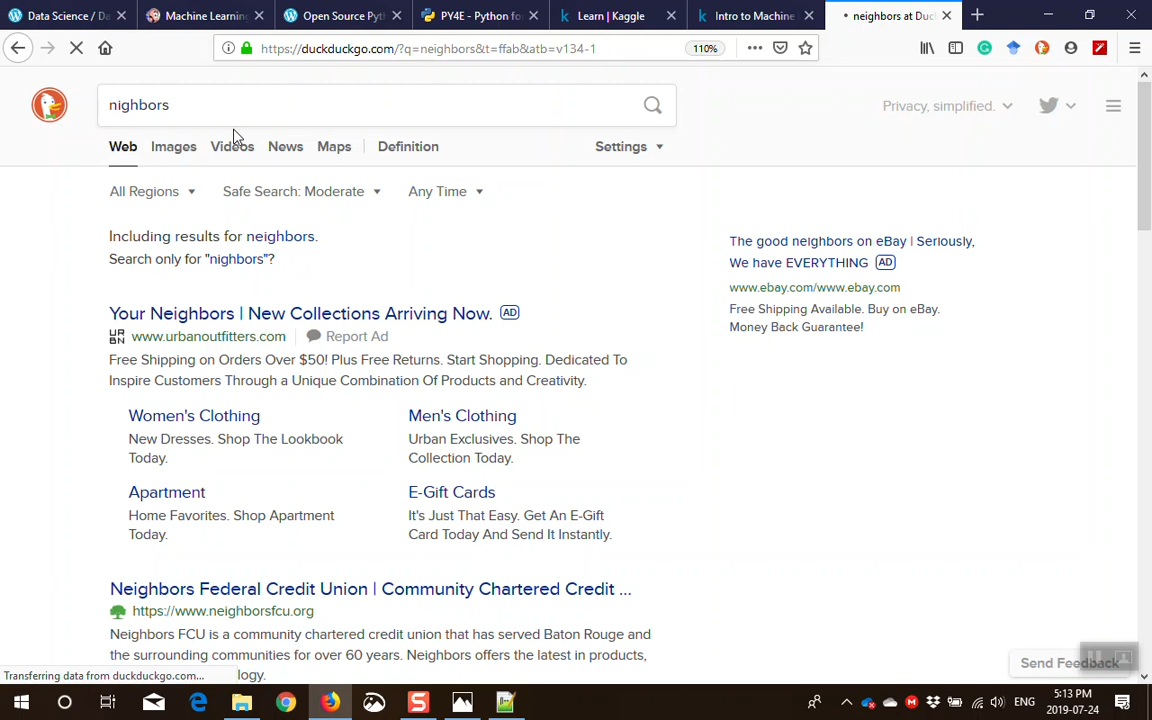 Data Science / Da
Machine Learning
Open Source Pyt
PY4E - Python fo
Learn | Kaggle
Intro to Machine
neighbors at Duc
https://duckduckgo.com/?q=neighbors&t=ffab&atb=v134-1
110%
nighbors
Privacy, simplified.
Web Images Videos News Maps Definition Settings
All Regions Safe Search: Moderate Any Time
Including results for neighbors.
Search only for "nighbors"?
The good neighbors on eBay | Seriously,
We have EVERYTHING AD
www.ebay.com/www.ebay.com
Free Shipping Available. Buy on eBay.
Money Back Guarantee!
Your Neighbors | New Collections Arriving Now. AD
UR
BN
www.urbanoutfitters.com Report Ad
Free Shipping on Orders Over $50! Plus Free Returns. Start Shopping. Dedicated To
Inspire Customers Through a Unique Combination Of Products and Creativity.
Women's Clothing
New Dresses. Shop The Lookbook
Today.
Men's Clothing
Urban Exclusives. Shop The
Collection Today.
Apartment
Home Favorites. Shop Apartment
Today.
E-Gift Cards
It's Just That Easy. Get An E-Gift
Card Today And Send It Instantly.
Neighbors Federal Credit Union | Community Chartered Credit ...
https://www.neighborsfcu.org
Neighbors FCU is a community chartered credit union that has served Baton Rouge and
the surrounding communities for over 60 years. Neighbors offers the latest in products,
logy.
Send Feedback
Transferring data from duckduckgo.com...
ENG
5:13 PM
2019-07-24